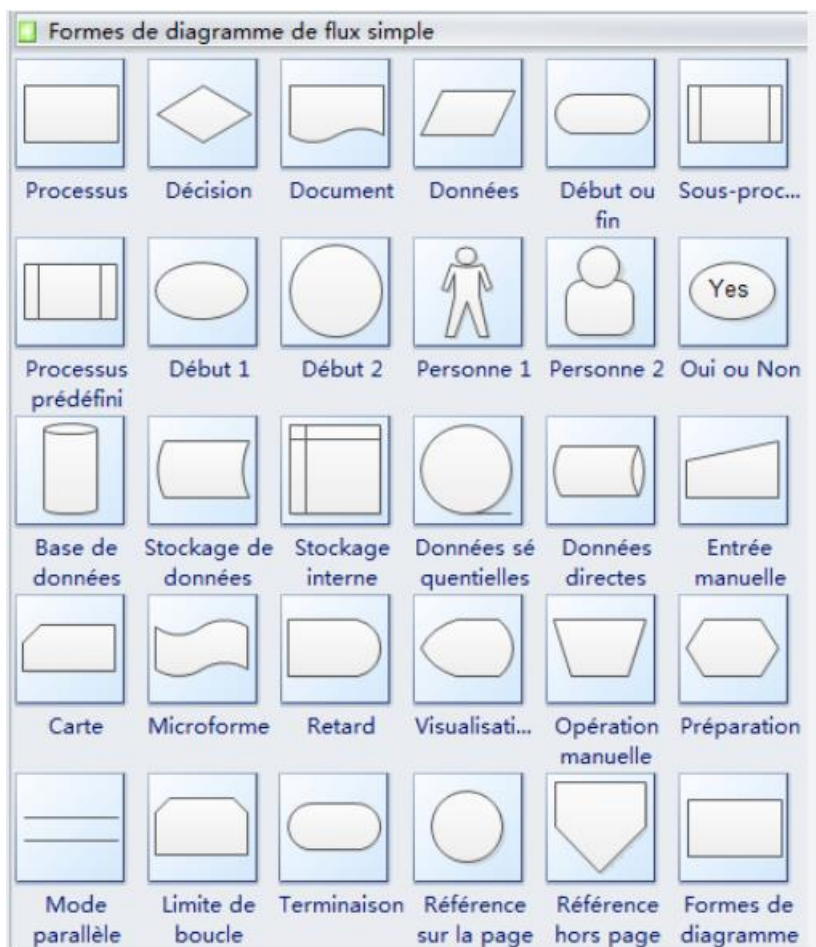 Formes de diagramme de flux simple
Processus Décision Document Données Début ou fin Sous-proc...
Processus prédéfini Début 1 Début 2 Personne 1 Personne 2 Yes Oui ou Non
Base de données Stockage de données Stockage interne Données sé quentielles Données directes Entrée manuelle
Carte Microforme Retard Visualisati... Opération manuelle Préparation
Mode parallèle Limite de boucle Terminaison Référence sur la page Référence hors page Formes de diagramme